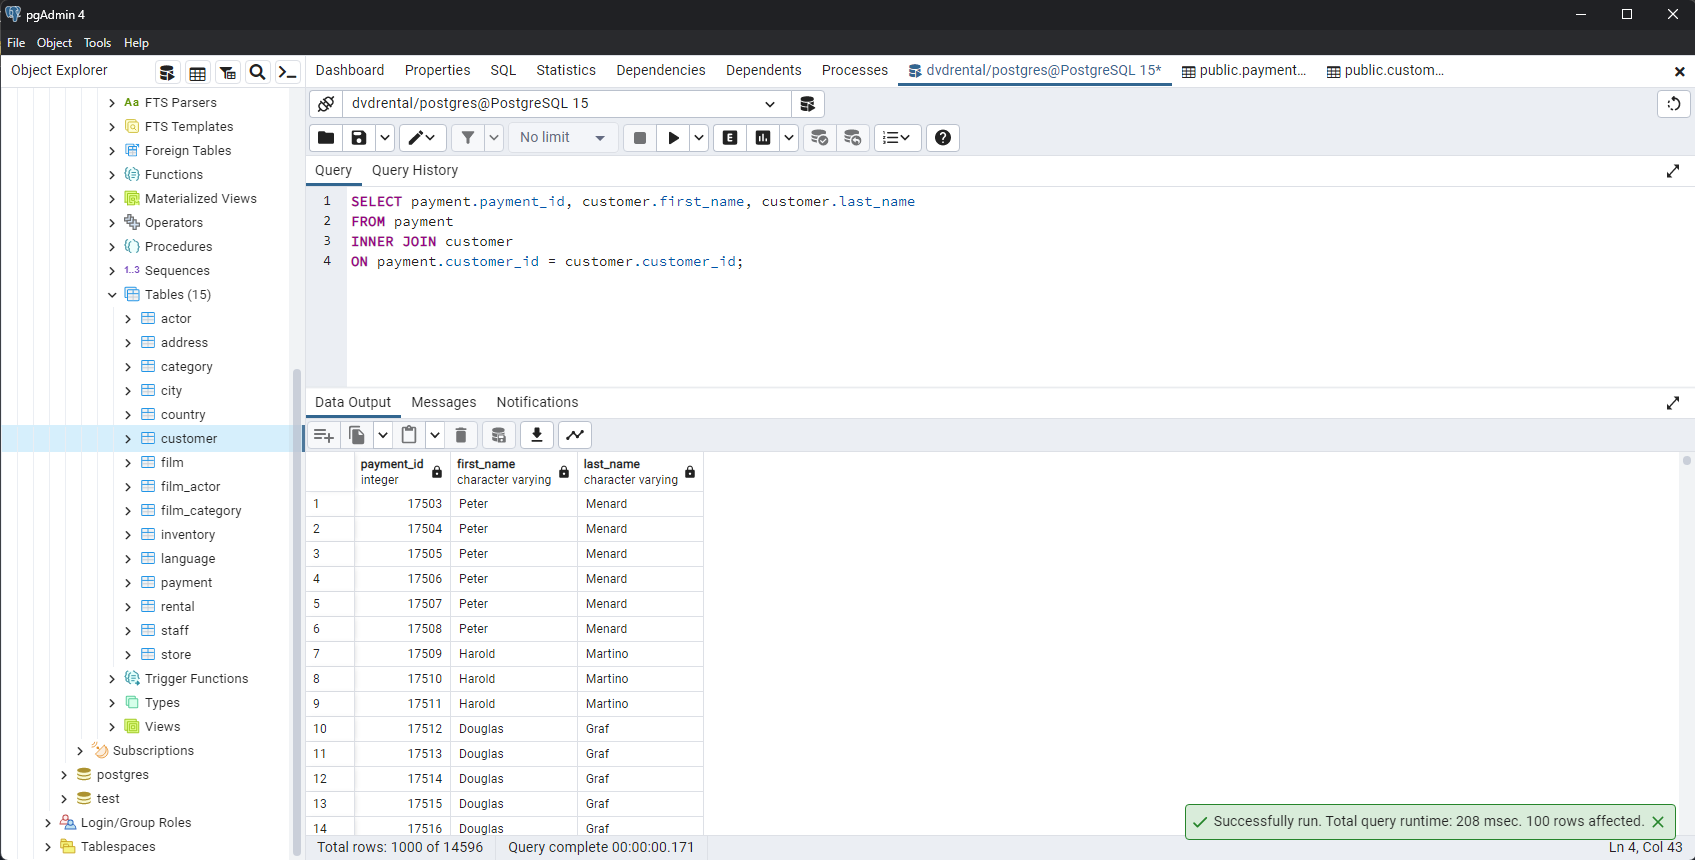 pgAdmin 4
File Object Tools Help
Object Explorer
Dashboard Properties SQL Statistics Dependencies Dependents Processes dvdrental/postgres@PostgreSQL 15* public.payment... public.custom...
FTS Parsers
FTS Templates
Foreign Tables
Functions
Materialized Views
Operators
Procedures
1..3 Sequences
Tables (15)
actor
address
category
city
country
customer
film
film_actor
film_category
inventory
language
payment
rental
staff
store
Trigger Functions
Types
Views
Subscriptions
postgres
test
Login/Group Roles
Tablespaces
dvdrental/postgres@PostgreSQL 15
No limit
E
Query Query History
1 SELECT payment.payment_id, customer.first_name, customer.last_name
2 FROM payment
3 INNER JOIN customer
4 ON payment.customer_id = customer.customer_id;
Data Output Messages Notifications
payment_id first_name last_name
integer character varying character varying
1 17503 Peter Menard
2 17504 Peter Menard
3 17505 Peter Menard
4 17506 Peter Menard
5 17507 Peter Menard
6 17508 Peter Menard
7 17509 Harold Martino
8 17510 Harold Martino
9 17511 Harold Martino
10 17512 Douglas Graf
11 17513 Douglas Graf
12 17514 Douglas Graf
13 17515 Douglas Graf
14 17516 Douglas Graf
Successfully run. Total query runtime: 208 msec. 100 rows affected.
Total rows: 1000 of 14596 Query complete 00:00:00.171 Ln 4, Col 43